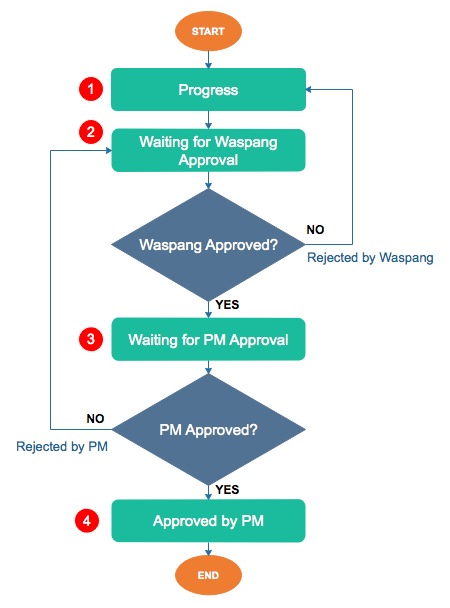 START
1
Progress
2
Waiting for Waspang
Approval
Waspang Approved?
NO
Rejected by Waspang
YES
3
Waiting for PM Approval
PM Approved?
NO
Rejected by PM
YES
4
Approved by PM
END